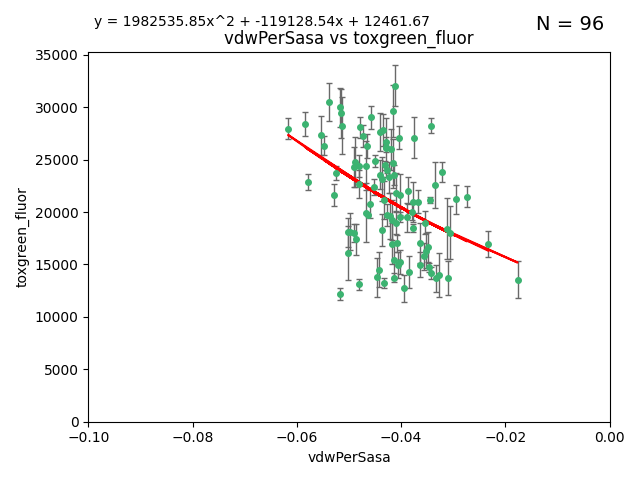 y = 1982535.85x^2 + -119128.54x + 12461.67
N = 96
vdwPerSasa vs toxgreen_fluor
35000
30000
25000
20000
15000
10000
5000
0
toxgreen_fluor
−0.10
−0.08
−0.06
−0.04
−0.02
0.00
vdwPerSasa